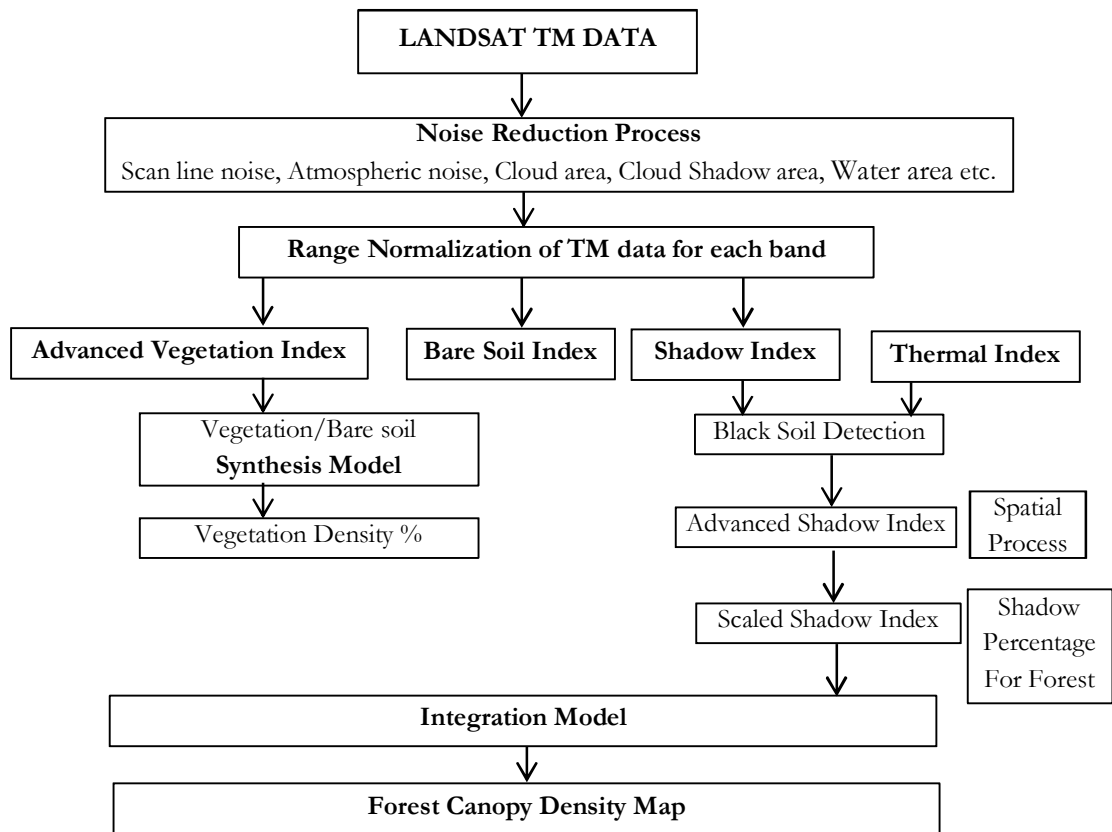 LANDSAT TM DATA
Noise Reduction Process
Scan line noise, Atmospheric noise, Cloud area, Cloud Shadow area, Water area etc.
Range Normalization of TM data for each band
Advanced Vegetation Index
Bare Soil Index
Shadow Index
Thermal Index
Vegetation/Bare soil
Synthesis Model
Black Soil Detection
Vegetation Density %
Advanced Shadow Index
Spatial
Process
Scaled Shadow Index
Shadow
Percentage
For Forest
Integration Model
Forest Canopy Density Map